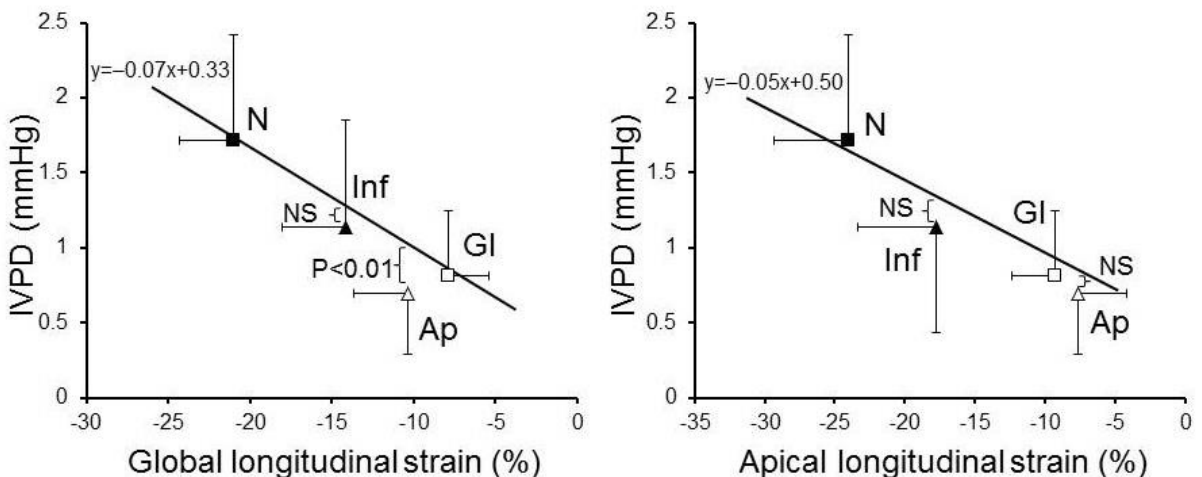 2.5
2
1.5
1
0.5
0
IVPD (mmHg)
y=–0.07x+0.33
N
Inf
NS
Gl
P<0.01
Ap
-30 -25 -20 -15 -10 -5 0
Global longitudinal strain (%)
2.5
2
1.5
1
0.5
0
IVPD (mmHg)
y=–0.05x+0.50
N
NS
Inf
Gl
NS
Ap
-35 -30 -25 -20 -15 -10 -5 0
Apical longitudinal strain (%)